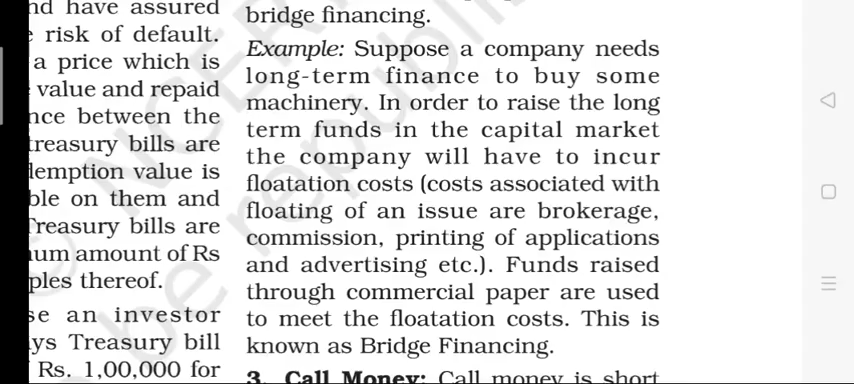 nd have assured
risk of default.
a price which is
value and repaid
nce between the
treasury bills are
demption value is
ble on them and
Treasury bills are
num amount of Rs
ples thereof.
se an investor
ys Treasury bill
Rs. 1,00,000 for
bridge financing.
Example: Suppose a company needs
long-term finance to buy some
machinery. In order to raise the long
term funds in the capital market
the company will have to incur
floatation costs (costs associated with
floating of an issue are brokerage,
commission, printing of applications
and advertising etc.). Funds raised
through commercial paper are used
to meet the floatation costs. This is
known as Bridge Financing.
3. Call Money: Call money is short